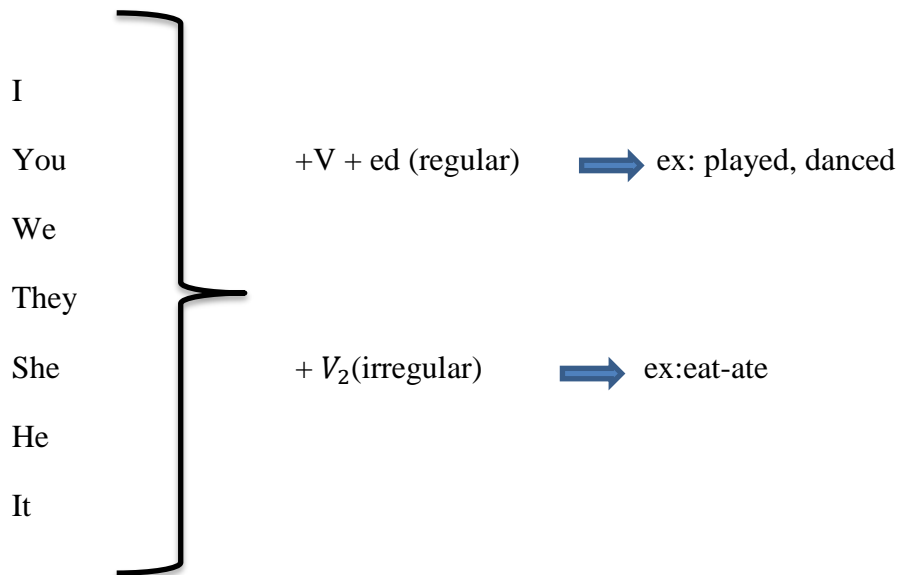 I
You +V + ed (regular) ex: played, danced
We
They
She + V₂(irregular) ex:eat-ate
He
It